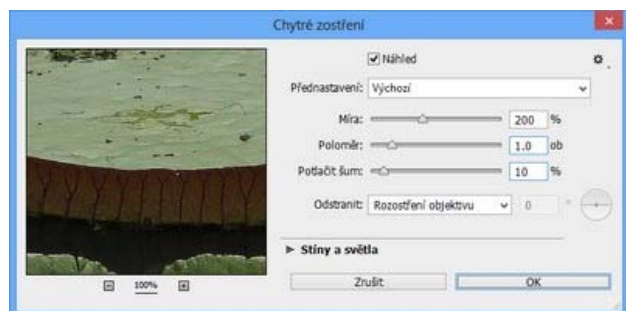 Chytré zostření
Náhled
Přednastavení: Výchozí
Míra: 200 %
Poloměr: 1.0 ob
Potlačit šum: 10 %
Odstranit: Rozostření objektivu 0 °
Stíny a světla
100%
Zrušit OK